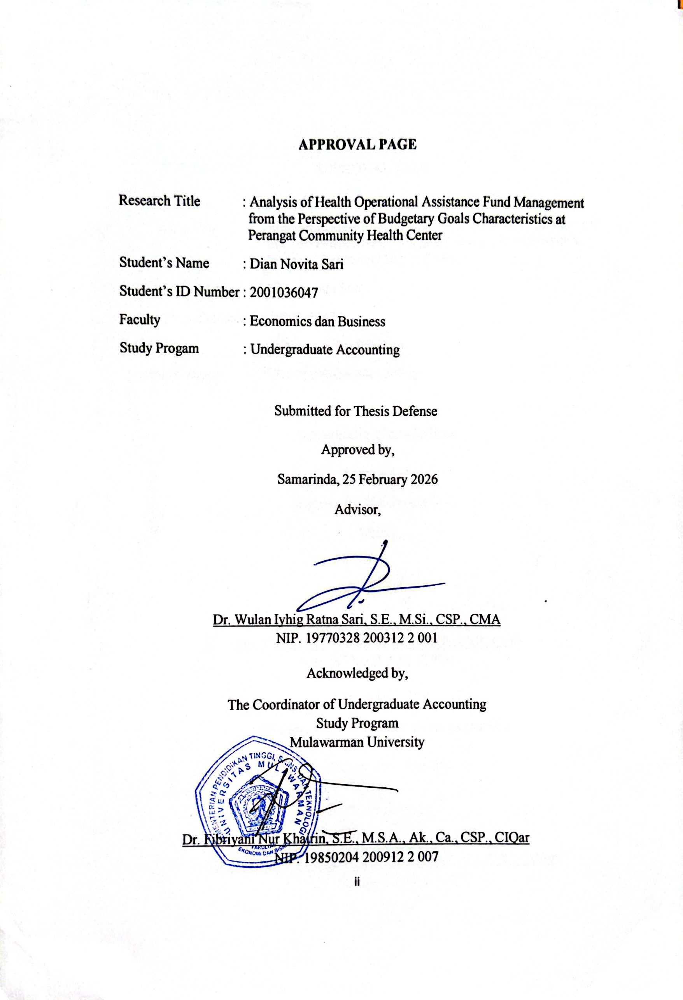 APPROVAL PAGE
Research Title : Analysis of Health Operational Assistance Fund Management
from the Perspective of Budgetary Goals Characteristics at
Perangat Community Health Center
Student's Name : Dian Novita Sari
Student's ID Number : 2001036047
Faculty : Economics dan Business
Study Progam : Undergraduate Accounting
Submitted for Thesis Defense
Approved by,
Samarinda, 25 February 2026
Advisor,
Dr. Wulan Iyhig Ratna Sari, S.E., M.Si., CSP., CMA
NIP. 19770328 200312 2 001
Acknowledged by,
The Coordinator of Undergraduate Accounting
Study Program
Mulawarman University
PENDIDIKAN TINGGI, SAINS, DAN TEKNOLOGI
UNIVERSITAS MULAWARMAN
FAKULTAS
EKONOMI DAN BISNIS
Dr. Fibriyani Nur Khairin, S.E., M.S.A., Ak., Ca., CSP., CIQar
NIP. 19850204 200912 2 007
ii